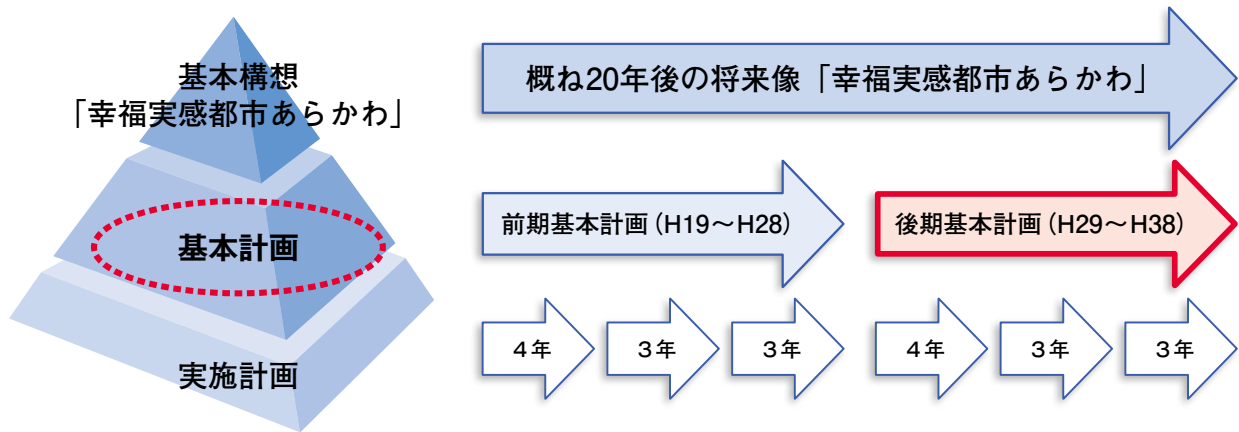 基本構想
「幸福実感都市あらかわ」
基本計画
実施計画
概ね20年後の将来像「幸福実感都市あらかわ」
前期基本計画（H19～H28）
後期基本計画（H29～H38）
4年
3年
3年
4年
3年
3年